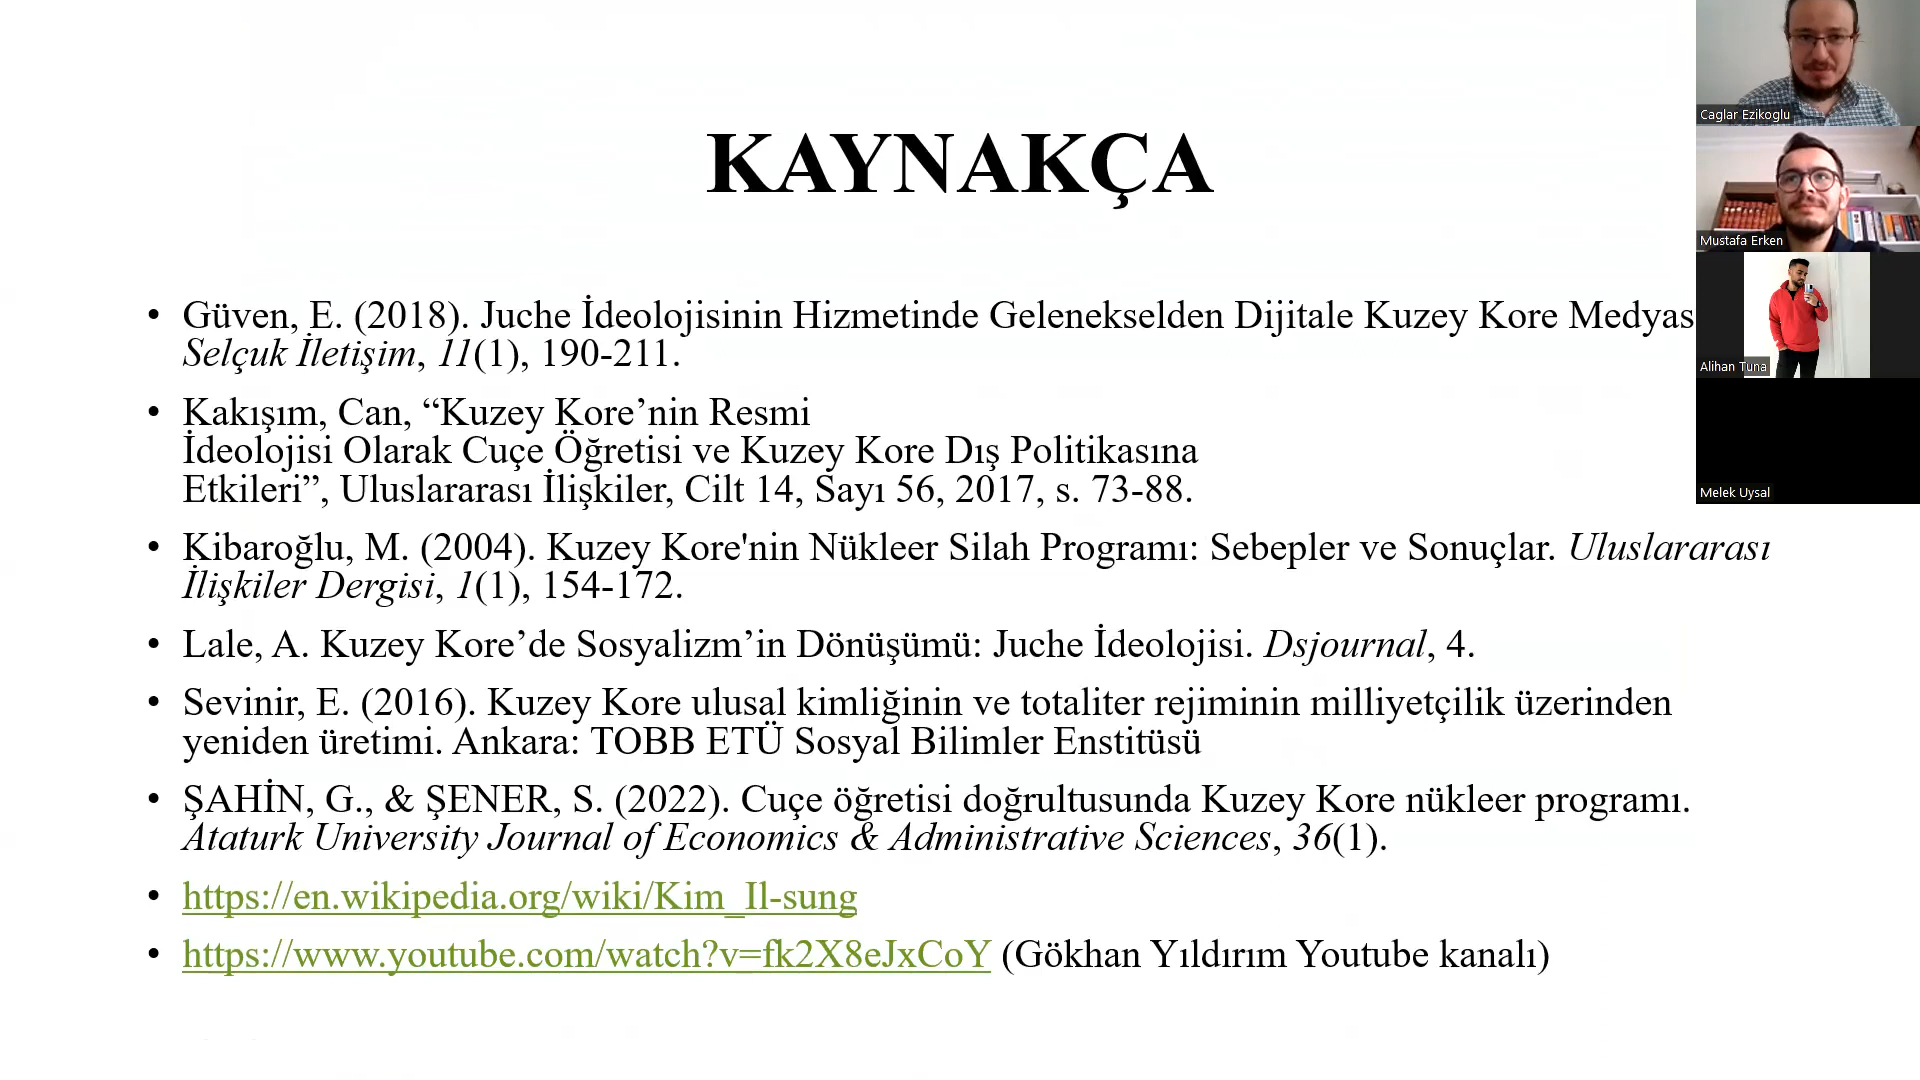 KAYNAKÇA
• Güven, E. (2018). Juche İdeolojisinin Hizmetinde Gelenekselden Dijitale Kuzey Kore Medyas
Selçuk İletişim, 11(1), 190-211.
• Kakışım, Can, “Kuzey Kore’nin Resmi
İdeolojisi Olarak Cuçe Öğretisi ve Kuzey Kore Dış Politikasına
Etkileri”, Uluslararası İlişkiler, Cilt 14, Sayı 56, 2017, s. 73-88.
• Kibaroğlu, M. (2004). Kuzey Kore'nin Nükleer Silah Programı: Sebepler ve Sonuçlar. Uluslararası
İlişkiler Dergisi, 1(1), 154-172.
• Lale, A. Kuzey Kore’de Sosyalizm’in Dönüşümü: Juche İdeolojisi. Dsjournal, 4.
• Sevinir, E. (2016). Kuzey Kore ulusal kimliğinin ve totaliter rejiminin milliyetçilik üzerinden
yeniden üretimi. Ankara: TOBB ETÜ Sosyal Bilimler Enstitüsü
• ŞAHİN, G., & ŞENER, S. (2022). Cuçe öğretisi doğrultusunda Kuzey Kore nükleer programı.
Ataturk University Journal of Economics & Administrative Sciences, 36(1).
• https://en.wikipedia.org/wiki/Kim_Il-sung
• https://www.youtube.com/watch?v=fk2X8eJxCoY (Gökhan Yıldırım Youtube kanalı)
Caglar Ezikoglu
Mustafa Erken
Alihan Tuna
Melek Uysal